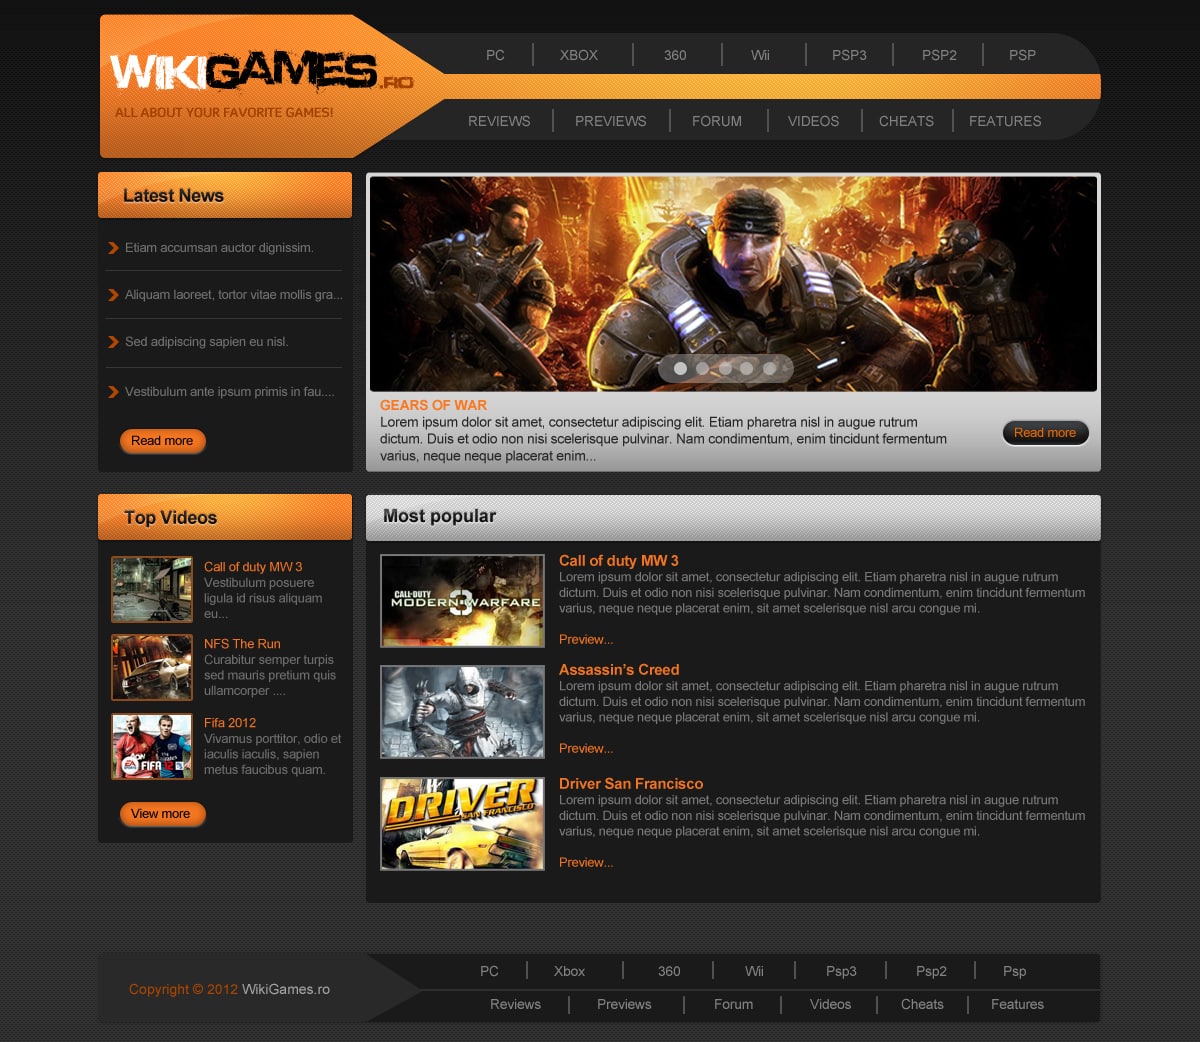 WIKIGAMES.RO
ALL ABOUT YOUR FAVORITE GAMES!
PC XBOX 360 Wii PSP3 PSP2 PSP
REVIEWS PREVIEWS FORUM VIDEOS CHEATS FEATURES
Latest News
Etiam accumsan auctor dignissim.
Aliquam laoreet, tortor vitae mollis gra...
Sed adipiscing sapien eu nisl.
Vestibulum ante ipsum primis in fau....
Read more
GEARS OF WAR
Lorem ipsum dolor sit amet, consectetur adipiscing elit. Etiam pharetra nisl in augue rutrum
dictum. Duis et odio non nisi scelerisque pulvinar. Nam condimentum, enim tincidunt fermentum
varius, neque neque placerat enim...
Read more
Top Videos
Call of duty MW 3
Vestibulum posuere
ligula id risus aliquam
eu...
NFS The Run
Curabitur semper turpis
sed mauris pretium quis
ullamcorper ....
EA
FIFA 12
Fifa 2012
Vivamus porttitor, odio et
iaculis iaculis, sapien
metus faucibus quam.
View more
Most popular
CALL OF DUTY
MODERN WARFARE
3
Call of duty MW 3
Lorem ipsum dolor sit amet, consectetur adipiscing elit. Etiam pharetra nisl in augue rutrum
dictum. Duis et odio non nisi scelerisque pulvinar. Nam condimentum, enim tincidunt fermentum
varius, neque neque placerat enim, sit amet scelerisque nisl arcu congue mi.
Preview...
Assassin's Creed
Lorem ipsum dolor sit amet, consectetur adipiscing elit. Etiam pharetra nisl in augue rutrum
dictum. Duis et odio non nisi scelerisque pulvinar. Nam condimentum, enim tincidunt fermentum
varius, neque neque placerat enim, sit amet scelerisque nisl arcu congue mi.
Preview...
DRIVER
SAN FRANCISCO
Driver San Francisco
Lorem ipsum dolor sit amet, consectetur adipiscing elit. Etiam pharetra nisl in augue rutrum
dictum. Duis et odio non nisi scelerisque pulvinar. Nam condimentum, enim tincidunt fermentum
varius, neque neque placerat enim, sit amet scelerisque nisl arcu congue mi.
Preview...
Copyright © 2012 WikiGames.ro
PC Xbox 360 Wii Psp3 Psp2 Psp
Reviews Previews Forum Videos Cheats Features